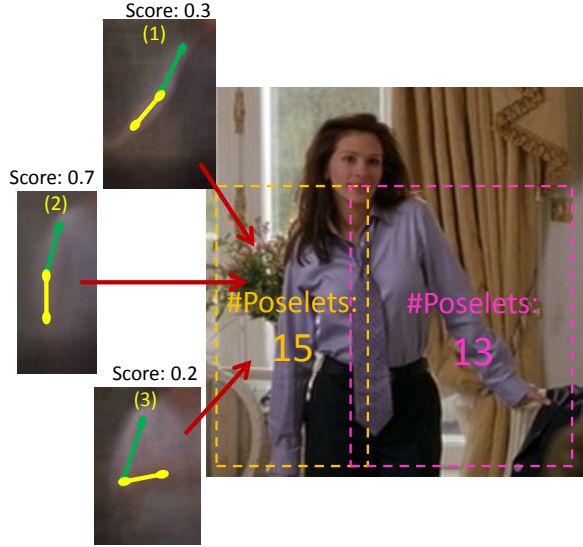 Score: 0.3
(1)
Score: 0.7
(2)
#Poselets:
15
#Poselets:
13
Score: 0.2
(3)